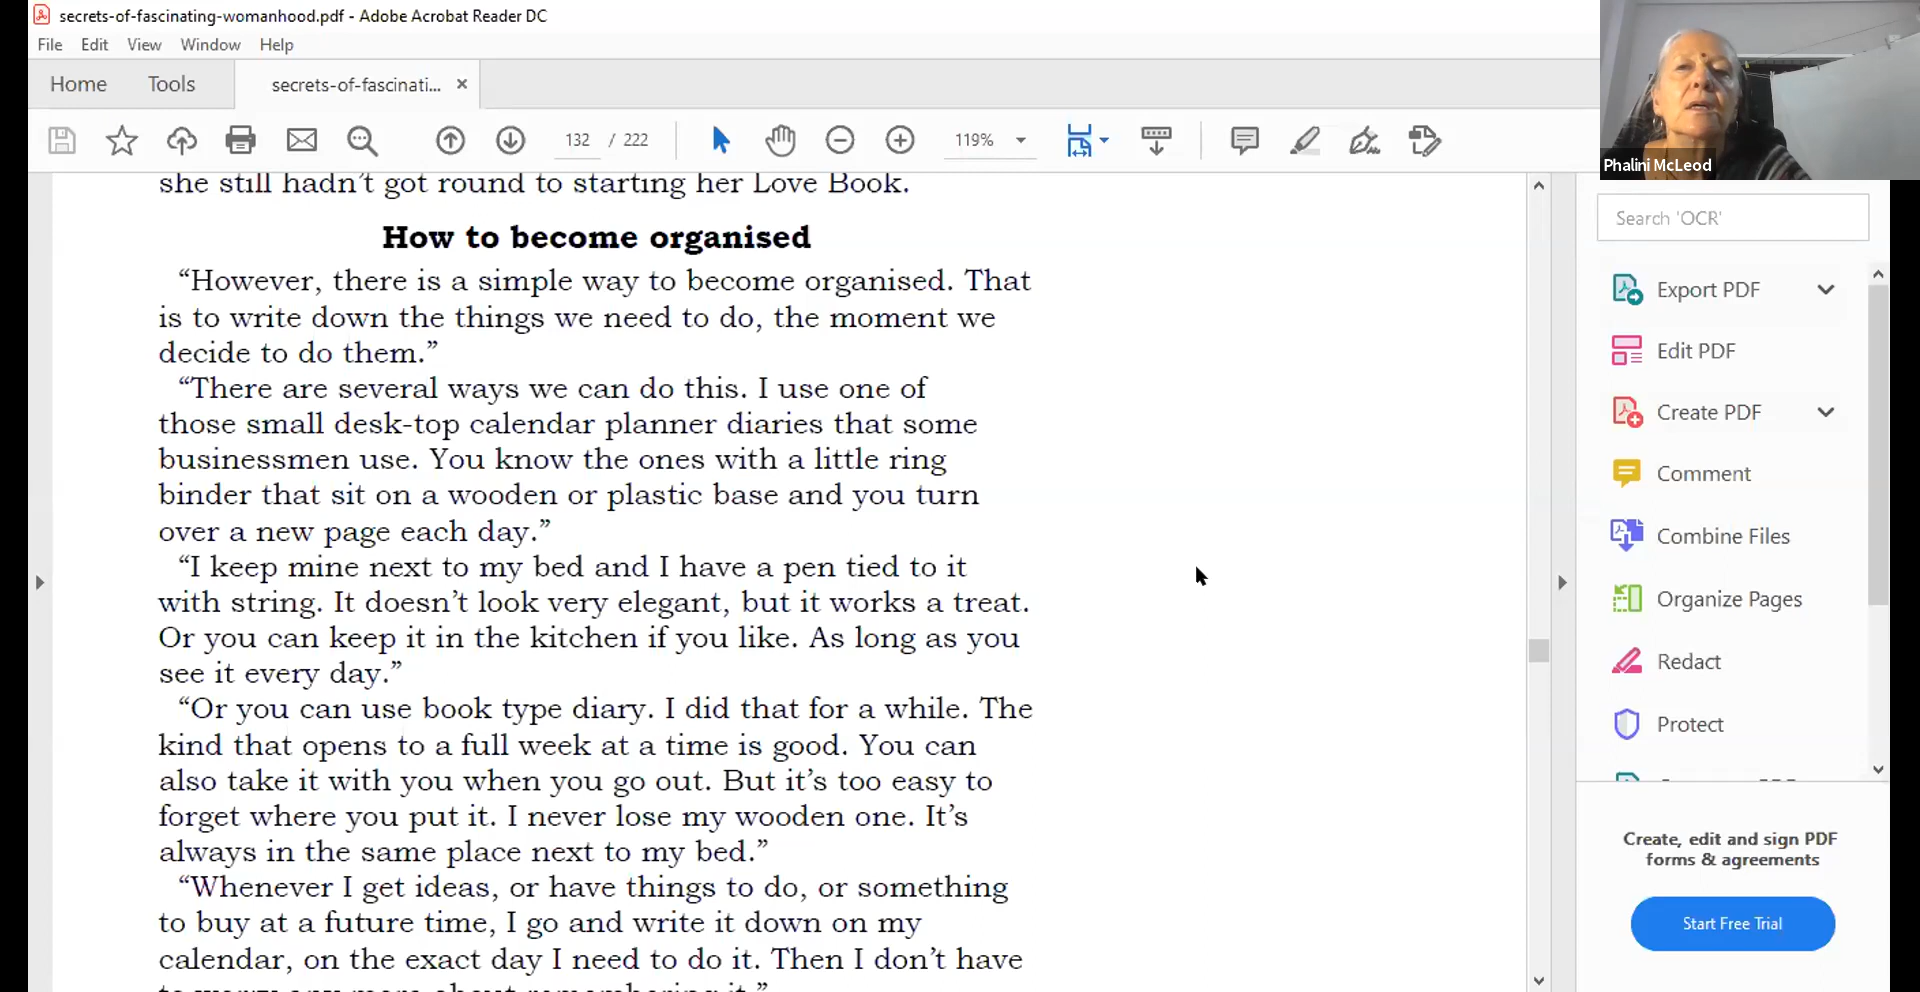 secrets-of-fascinating-womanhood.pdf - Adobe Acrobat Reader DC
File Edit View Window Help
Home Tools secrets-of-fascinati... ×
132 / 222 119%
Phalini McLeod
she still hadn't got round to starting her Love Book.
How to become organised
“However, there is a simple way to become organised. That
is to write down the things we need to do, the moment we
decide to do them.”
“There are several ways we can do this. I use one of
those small desk-top calendar planner diaries that some
businessmen use. You know the ones with a little ring
binder that sit on a wooden or plastic base and you turn
over a new page each day.”
“I keep mine next to my bed and I have a pen tied to it
with string. It doesn’t look very elegant, but it works a treat.
Or you can keep it in the kitchen if you like. As long as you
see it every day.”
“Or you can use book type diary. I did that for a while. The
kind that opens to a full week at a time is good. You can
also take it with you when you go out. But it’s too easy to
forget where you put it. I never lose my wooden one. It’s
always in the same place next to my bed.”
“Whenever I get ideas, or have things to do, or something
to buy at a future time, I go and write it down on my
calendar, on the exact day I need to do it. Then I don’t have
Search 'OCR'
Export PDF
Edit PDF
Create PDF
Comment
Combine Files
Organize Pages
Redact
Protect
Create, edit and sign PDF
forms & agreements
Start Free Trial